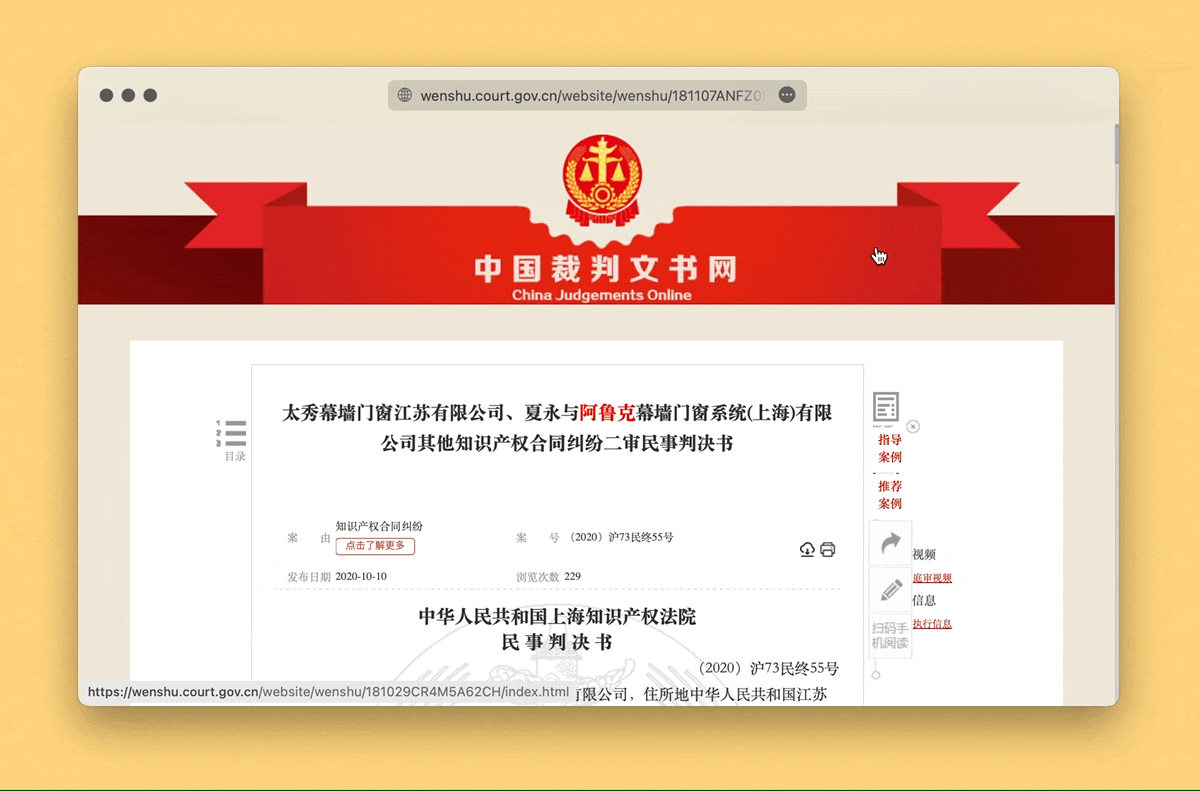 wenshu.court.gov.cn/website/wenshu/181107ANFZ0
中国裁判文书网
China Judgements Online
太秀幕墙门窗江苏有限公司、夏永与阿鲁克幕墙门窗系统(上海)有限
公司其他知识产权合同纠纷二审民事判决书
1
2
3
目录
指导
案例
推荐
案例
案 由
知识产权合同纠纷
点击了解更多
案 号 （2020）沪73民终55号
发布日期 2020-10-10
浏览次数 229
视频
庭审视频
信息
执行信息
扫码手
机阅读
中华人民共和国上海知识产权法院
民 事 判 决 书
（2020）沪73民终55号
有限公司，住所地中华人民共和国江苏
https://wenshu.court.gov.cn/website/wenshu/181029CR4M5A62CH/index.html